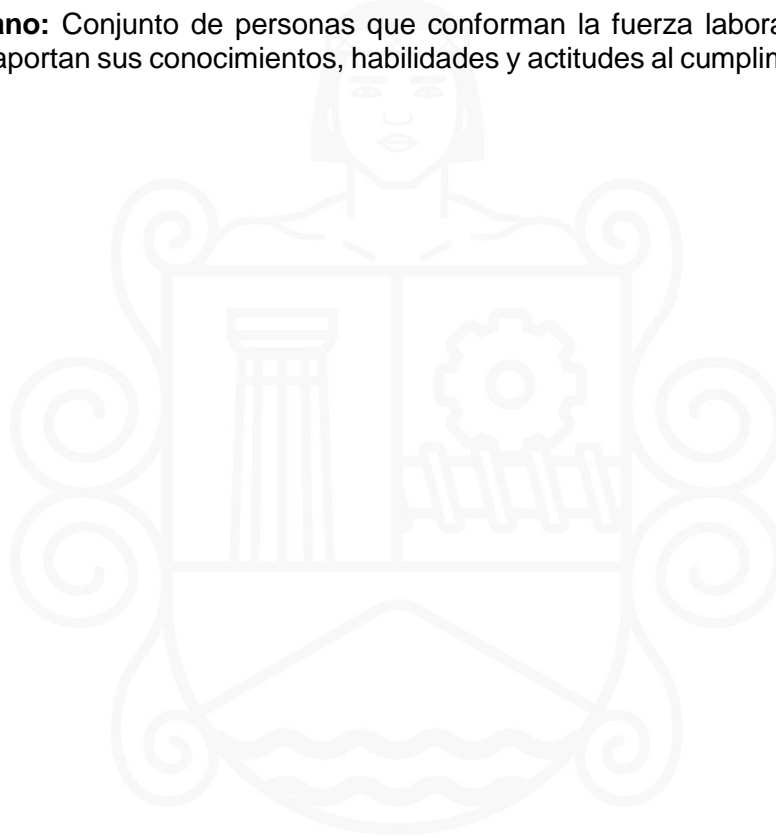 ano: Conjunto de personas que conforman la fuerza labora
aportan sus conocimientos, habilidades y actitudes al cumplin